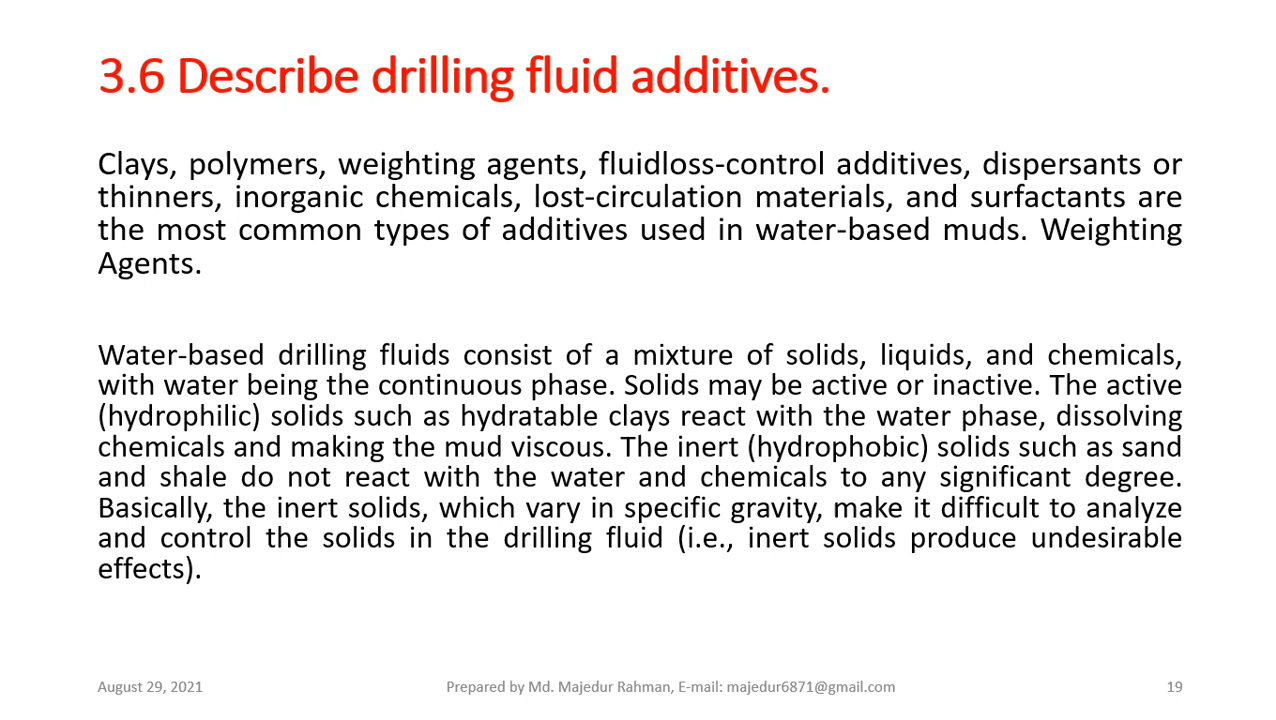 3.6 Describe drilling fluid additives.
Clays, polymers, weighting agents, fluidloss-control additives, dispersants or
thinners, inorganic chemicals, lost-circulation materials, and surfactants are
the most common types of additives used in water-based muds. Weighting
Agents.
Water-based drilling fluids consist of a mixture of solids, liquids, and chemicals,
with water being the continuous phase. Solids may be active or inactive. The active
(hydrophilic) solids such as hydratable clays react with the water phase, dissolving
chemicals and making the mud viscous. The inert (hydrophobic) solids such as sand
and shale do not react with the water and chemicals to any significant degree.
Basically, the inert solids, which vary in specific gravity, make it difficult to analyze
and control the solids in the drilling fluid (i.e., inert solids produce undesirable
effects).
August 29, 2021
Prepared by Md. Majedur Rahman, E-mail: majedur6871@gmail.com
19